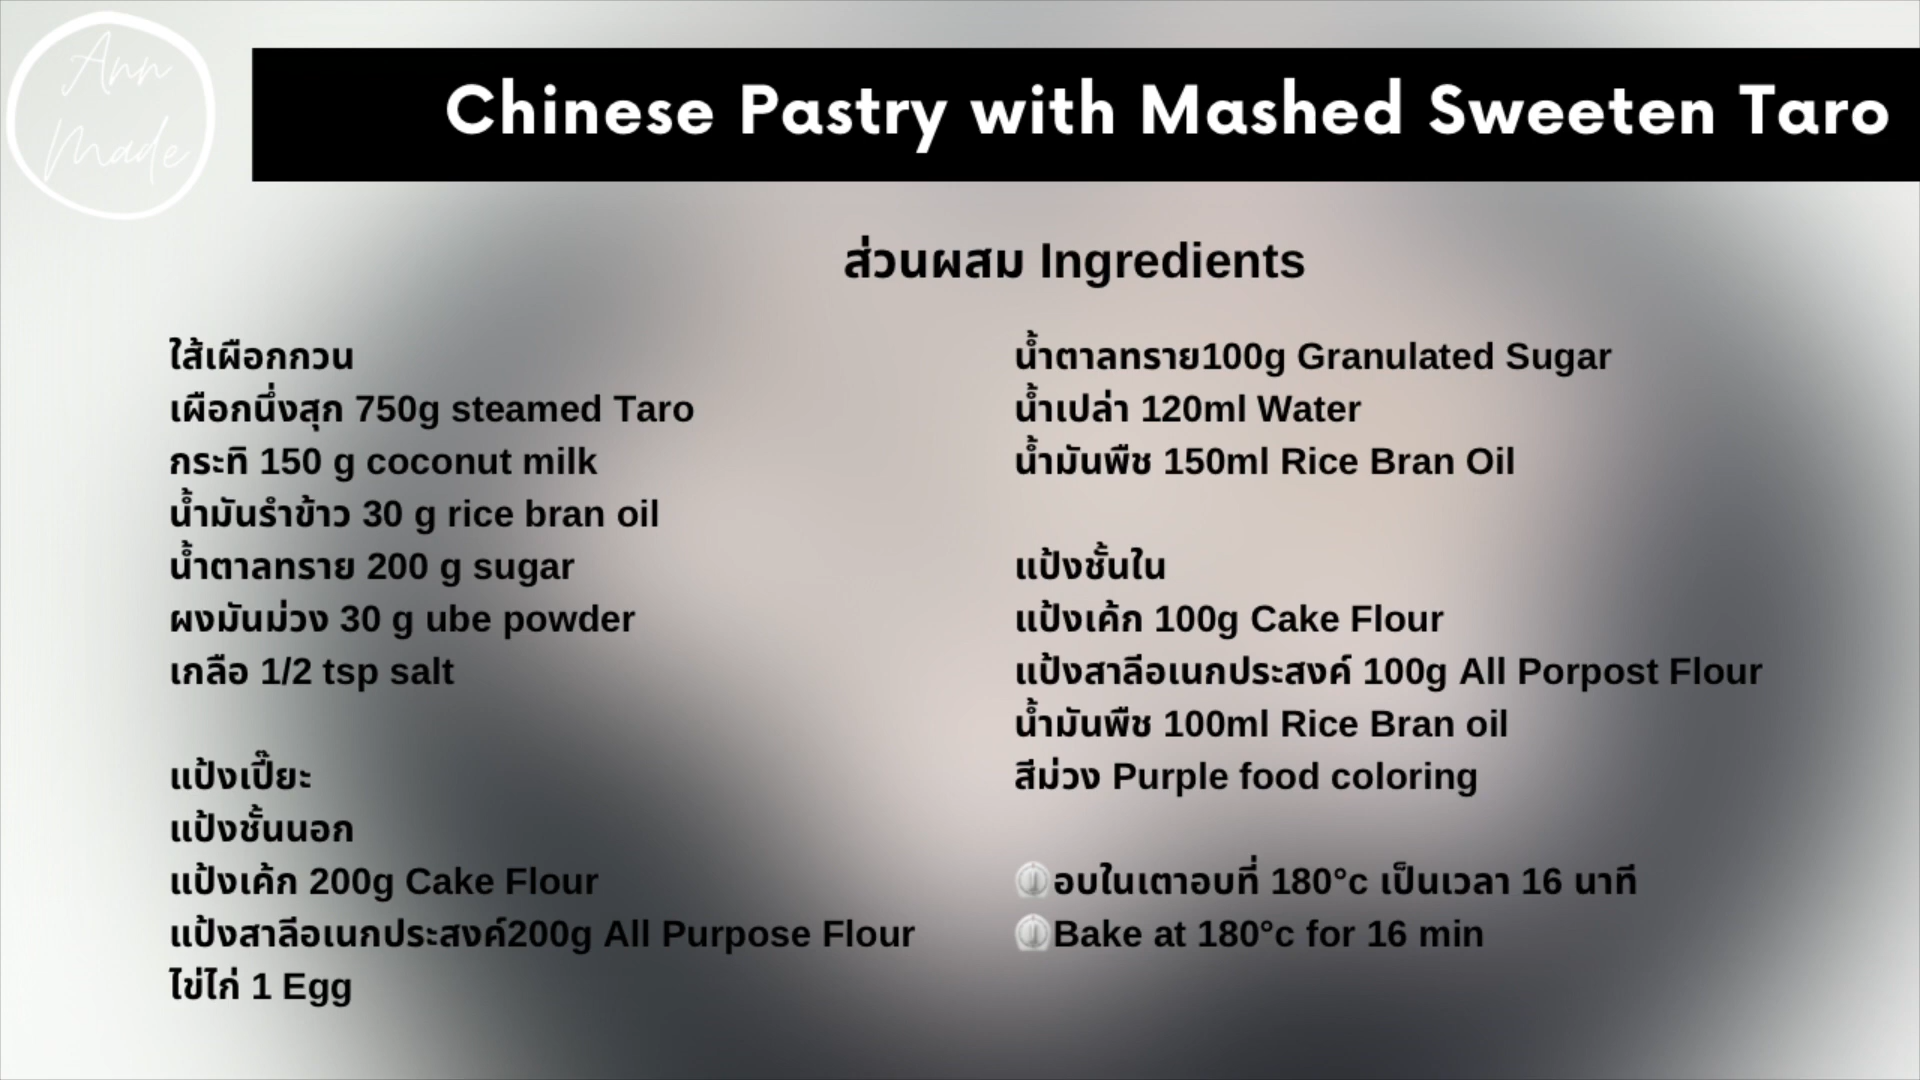 Ann
Made
Chinese Pastry with Mashed Sweeten Taro
ส่วนผสม Ingredients
ใส้เผือกกวน
เผือกนึ่งสุก 750g steamed Taro
กระทิ 150 g coconut milk
น้ำมันรำข้าว 30 g rice bran oil
น้ำตาลทราย 200 g sugar
ผงมันม่วง 30 g ube powder
เกลือ 1/2 tsp salt
แป้งเปี๊ยะ
แป้งชั้นนอก
แป้งเค้ก 200g Cake Flour
แป้งสาลีอเนกประสงค์200g All Purpose Flour
ไข่ไก่ 1 Egg
น้ำตาลทราย100g Granulated Sugar
น้ำเปล่า 120ml Water
น้ำมันพืช 150ml Rice Bran Oil
แป้งชั้นใน
แป้งเค้ก 100g Cake Flour
แป้งสาลีอเนกประสงค์ 100g All Porpost Flour
น้ำมันพืช 100ml Rice Bran oil
สีม่วง Purple food coloring
อบในเตาอบที่ 180°c เป็นเวลา 16 นาที
Bake at 180°c for 16 min